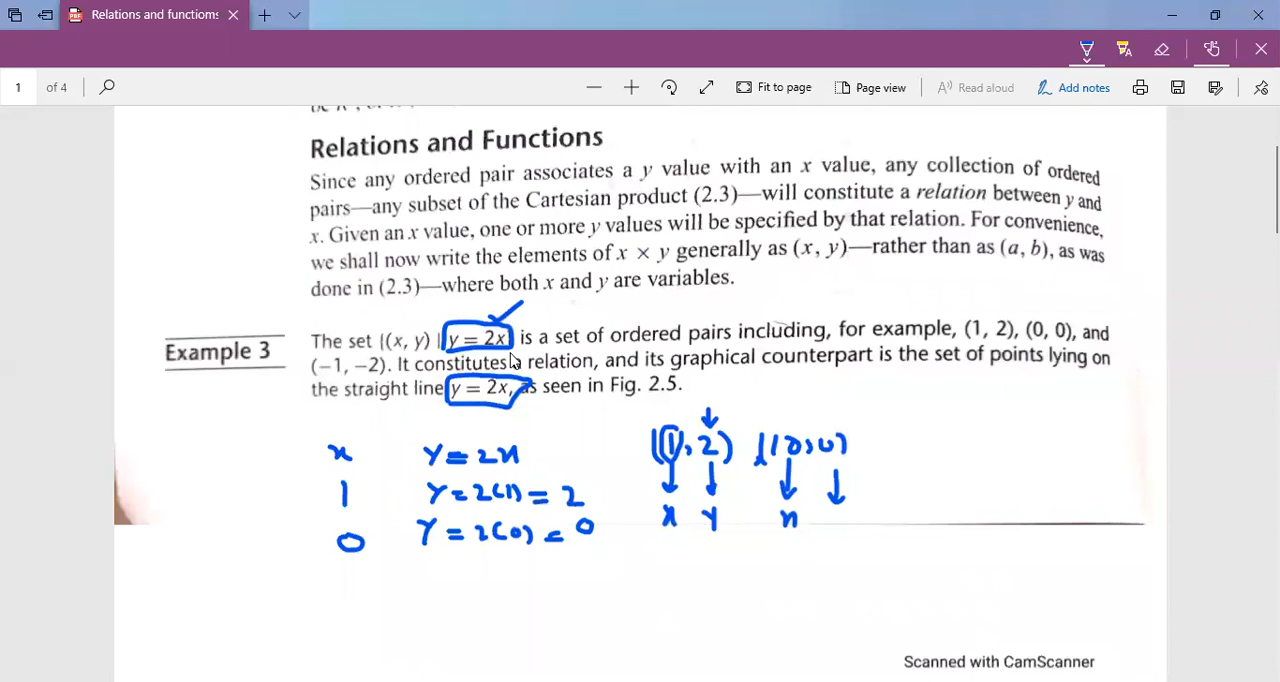 Relations and functions
1 of 4
Fit to page
Page view
Read aloud
Add notes
Relations and Functions
Since any ordered pair associates a y value with an x value, any collection of ordered
pairs—any subset of the Cartesian product (2.3)—will constitute a relation between y and
x. Given an x value, one or more y values will be specified by that relation. For convenience,
we shall now write the elements of x × y generally as (x, y)—rather than as (a, b), as was
done in (2.3)—where both x and y are variables.
Example 3
The set {(x, y) | y = 2x} is a set of ordered pairs including, for example, (1, 2), (0, 0), and
(−1, −2). It constitutes a relation, and its graphical counterpart is the set of points lying on
the straight line y = 2x, as seen in Fig. 2.5.
x y = 2x (1, 2) (0, 0)
1 y = 2(1) = 2
x y x
0 y = 2(0) = 0
Scanned with CamScanner